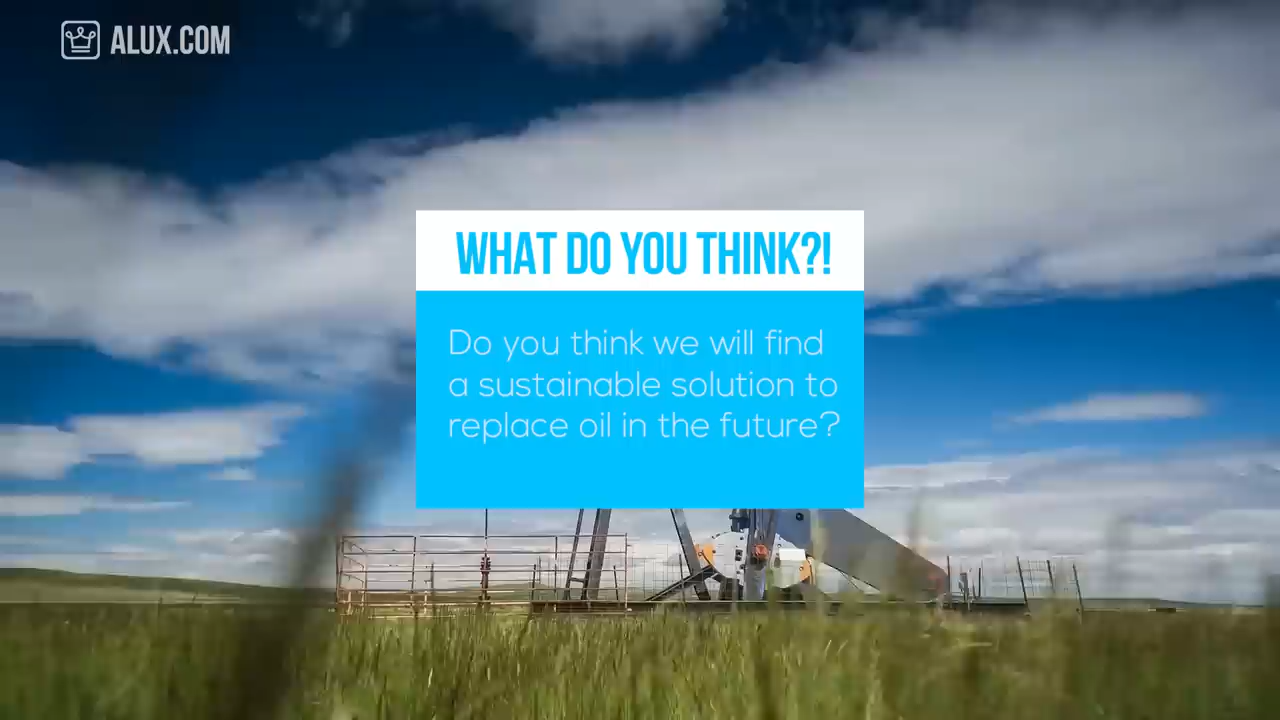 ALUX.COM
WHAT DO YOU THINK?!
Do you think we will find
a sustainable solution to
replace oil in the future?